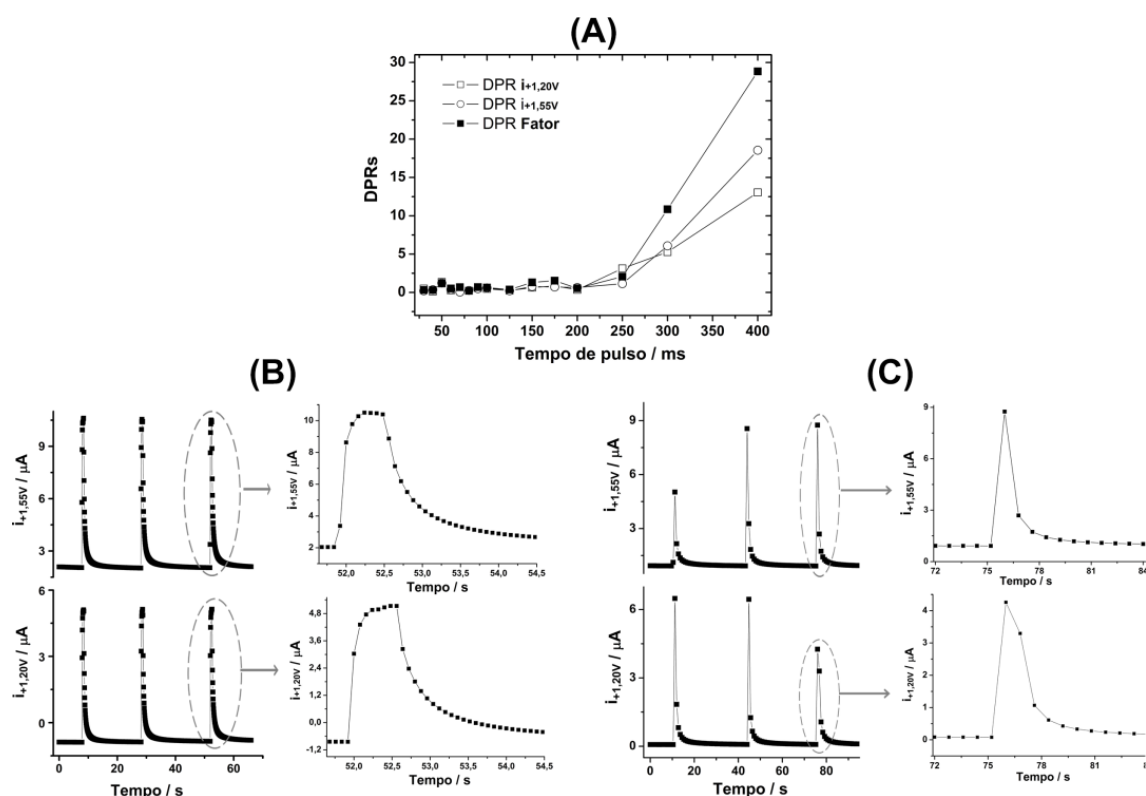 (A)
30
25
20
15
10
5
0
DPRs
DPR i+1,20V
DPR i+1,55V
DPR Fator
50 100 150 200 250 300 350 400
Tempo de pulso / ms
(B)
i+1,55V / μA
9
6
3
i+1,20V / μA
6
3
0
0 20 40 60
Tempo / s
i+1,55V / μA
10
8
6
4
2
52,0 52,5 53,0 53,5 54,0 54,5
Tempo / s
i+1,20V / μA
4,8
3,6
2,4
1,2
0,0
-1,2
52,0 52,5 53,0 53,5 54,0 54,5
Tempo / s
(C)
i+1,55V / μA
9
6
3
i+1,20V / μA
6
3
0
0 20 40 60 80
Tempo / s
i+1,55V / μA
9
6
3
0
72 75 78 81 84
Tempo / s
i+1,20V / μA
4
3
2
1
0
72 75 78 81
Tempo / s